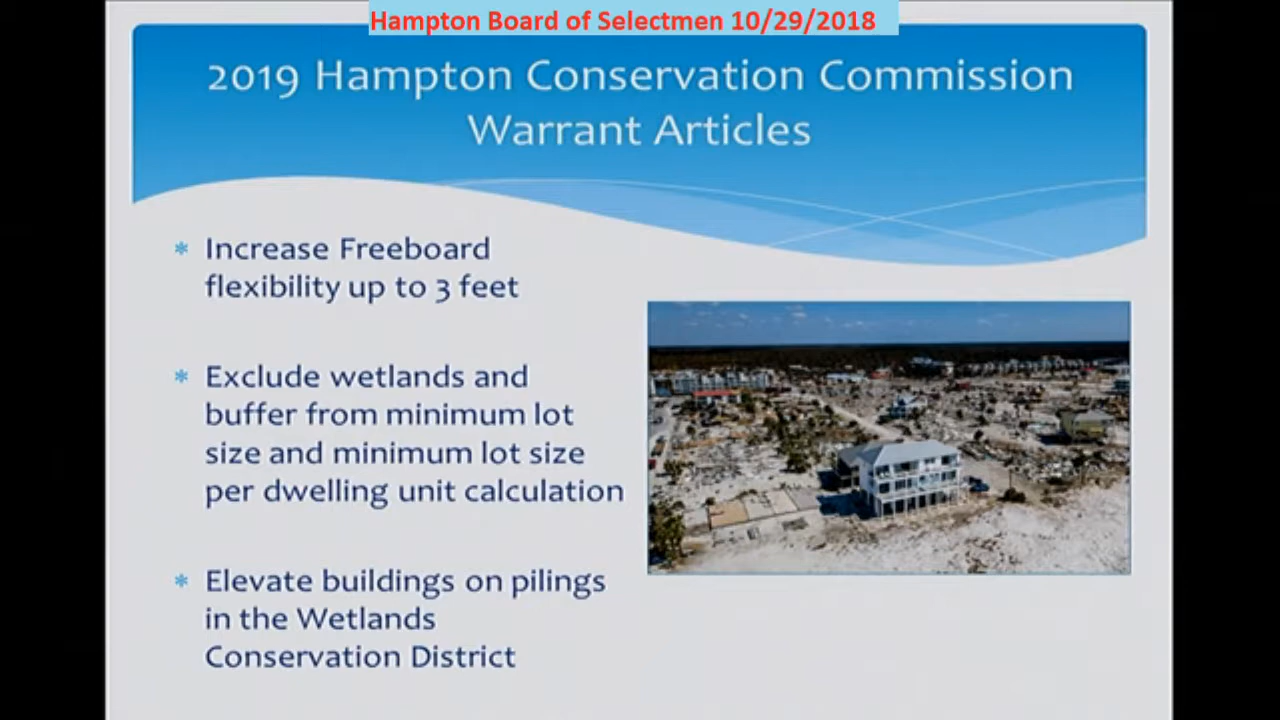 Hampton Board of Selectmen 10/29/2018
2019 Hampton Conservation Commission
Warrant Articles
* Increase Freeboard
flexibility up to 3 feet
* Exclude wetlands and
buffer from minimum lot
size and minimum lot size
per dwelling unit calculation
* Elevate buildings on pilings
in the Wetlands
Conservation District